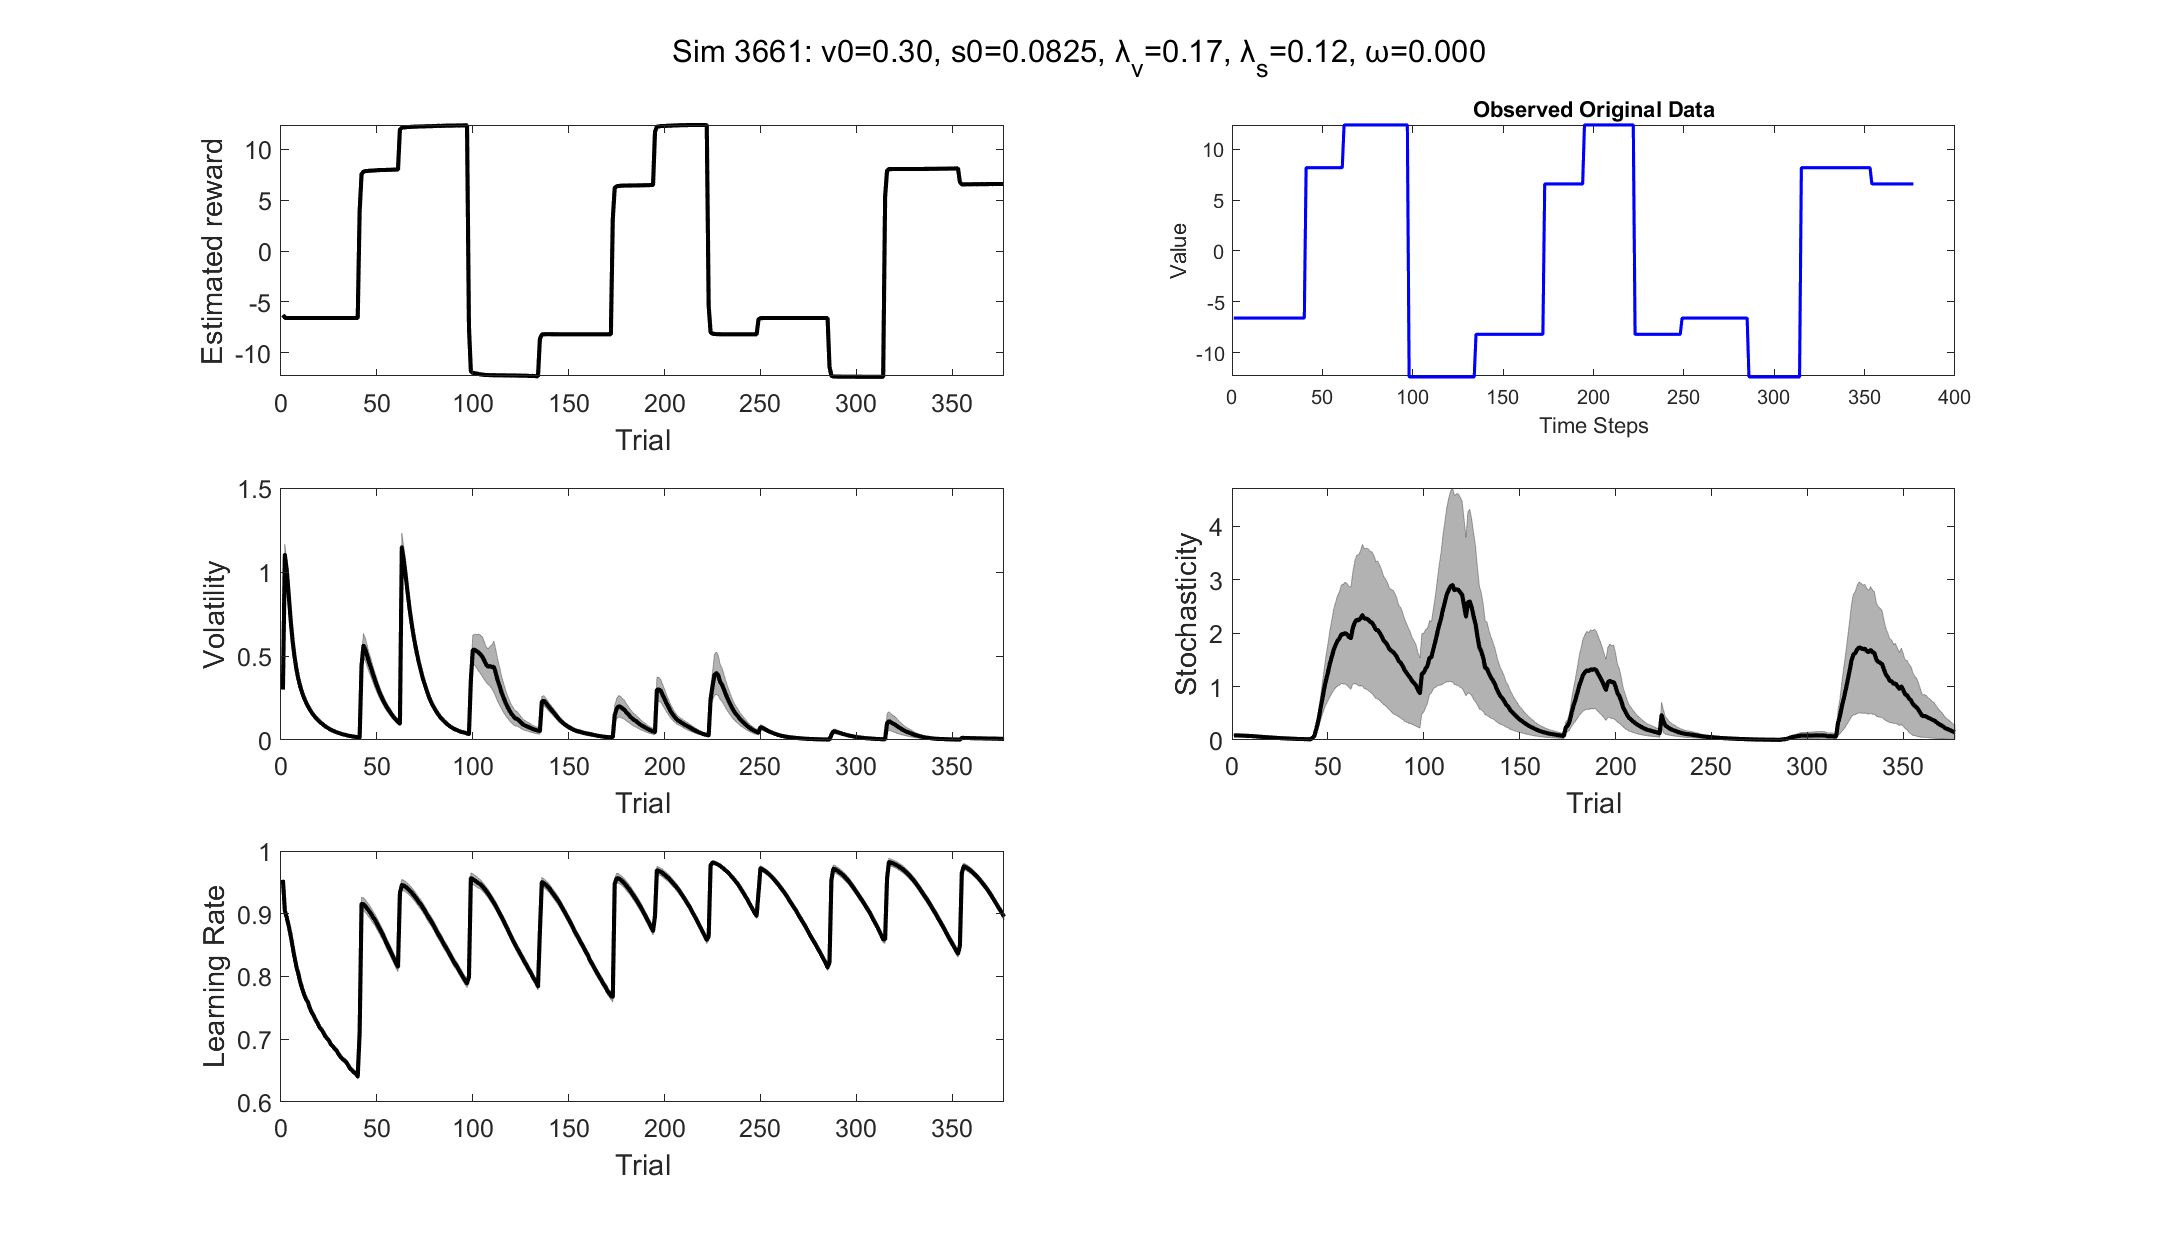 Sim 3661: v0=0.30, s0=0.0825, λv=0.17, λs=0.12, ω=0.000
Estimated reward
10
5
0
-5
-10
0 50 100 150 200 250 300 350
Trial
Observed Original Data
Value
10
5
0
-5
-10
0 50 100 150 200 250 300 350 400
Time Steps
Volatility
1.5
1
0.5
0
0 50 100 150 200 250 300 350
Trial
Stochasticity
4
3
2
1
0
0 50 100 150 200 250 300 350
Trial
Learning Rate
1
0.9
0.8
0.7
0.6
0 50 100 150 200 250 300 350
Trial